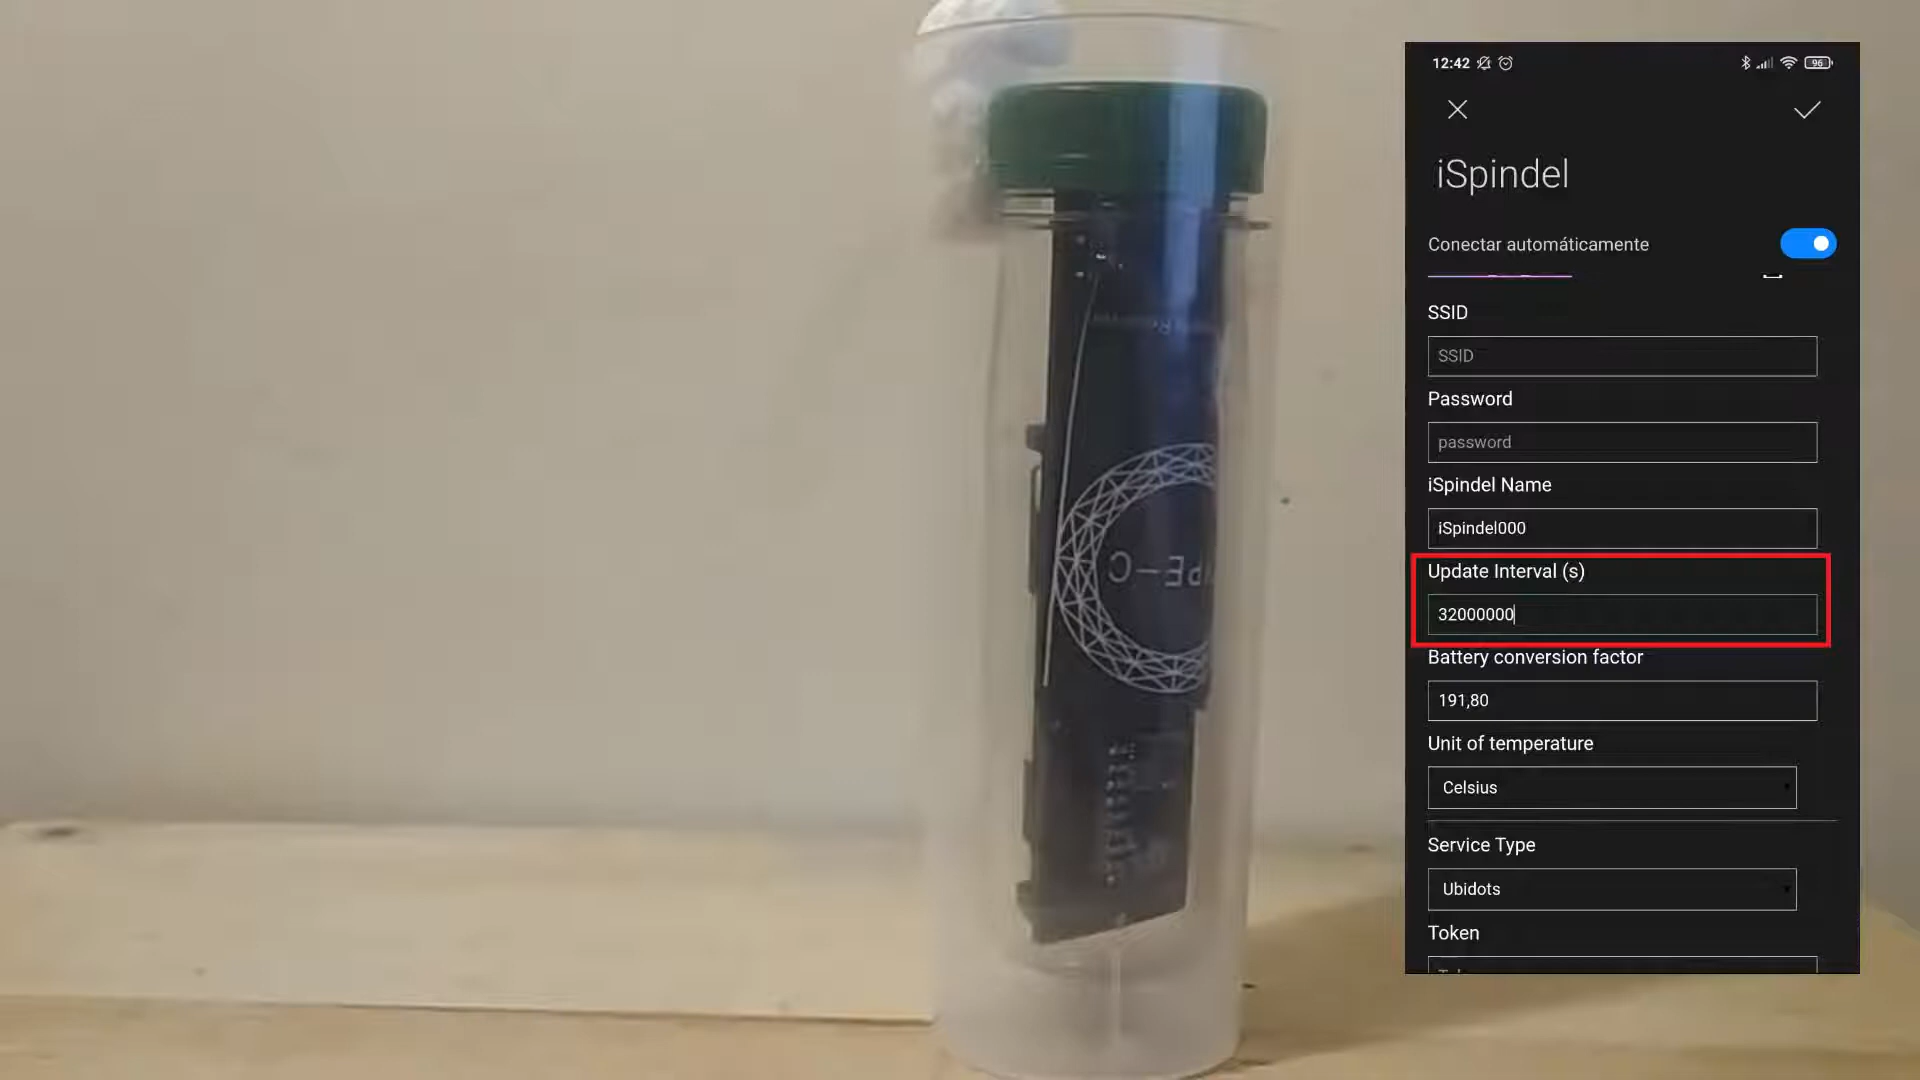 12:42
96
iSpindel
Conectar automáticamente
SSID
SSID
Password
password
iSpindel Name
iSpindel000
Update Interval (s)
32000000
Battery conversion factor
191,80
Unit of temperature
Celsius
Service Type
Ubidots
Token